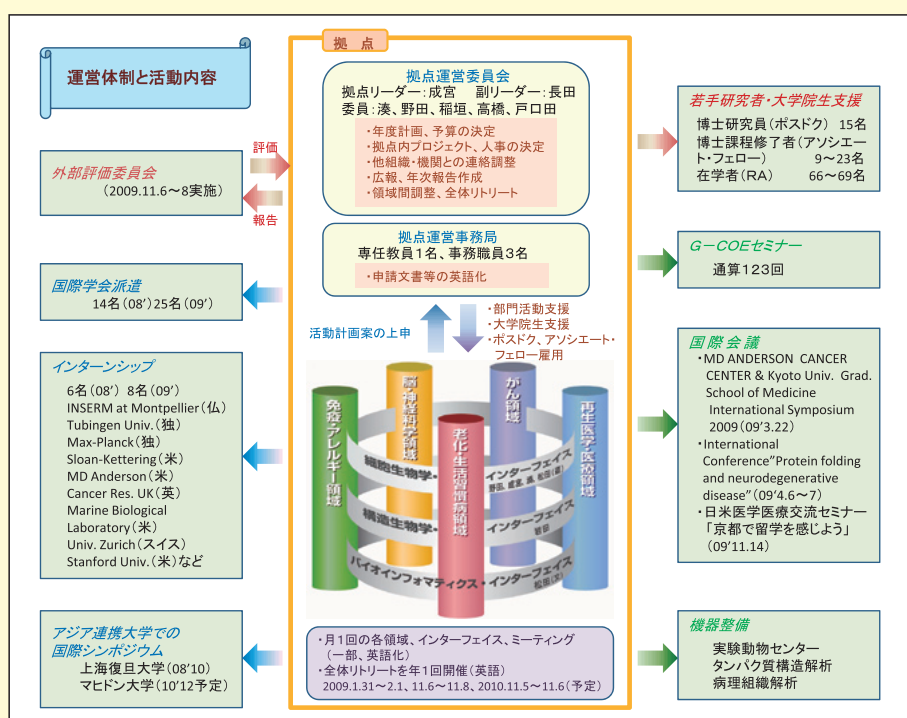 運営体制と活動内容
拠 点
拠点運営委員会
拠点リーダー：成宮 副リーダー：長田
委員：湊、野田、稲垣、高橋、戸口田
・年度計画、予算の決定
・拠点内プロジェクト、人事の決定
・他組織・機関との連絡調整
・広報、年次報告作成
・領域間調整、全体リトリート
評価
外部評価委員会
（2009.11.6～8実施）
報告
拠点運営事務局
専任教員1名、事務職員3名
・申請文書等の英語化
国際学会派遣
14名（08’）25名（09’）
活動計画案の上申
・部門活動支援
・大学院生支援
・ポスドク、アソシエート・
フェロー雇用
インターンシップ
6名（08’） 8名（09’）
INSERM at Montpellier（仏）
Tubingen Univ.（独）
Max-Planck（独）
Sloan-Kettering（米）
MD Anderson（米）
Cancer Res. UK（英）
Marine Biological
Laboratory（米）
Univ. Zurich（スイス）
Stanford Univ.（米）など
免疫・アレルギー領域
脳・神経科学領域
老化・生活習慣病領域
がん領域
再生医学・医療領域
細胞生物学・インターフェイス
構造生物学・インターフェイス
バイオインフォマティクス・インターフェイス
アジア連携大学での
国際シンポジウム
上海復旦大学（08’10）
マヒドン大学（10’12予定）
・月1回の各領域、インターフェイス、ミーティング
（一部、英語化）
・全体リトリートを年1回開催（英語）
2009.1.31～2.1、11.6～11.8、2010.11.5～11.6（予定）
若手研究者・大学院生支援
博士研究員（ポスドク） 15名
博士課程修了者（アソシエー
ト・フェロー） 9～23名
在学者（RA） 66～69名
G－COEセミナー
通算123回
国際会議
・MD ANDERSON CANCER
CENTER & Kyoto Univ. Grad.
School of Medicine
International Symposium
2009（09’3.22）
・International
Conference”Protein folding
and neurodegenerative
disease”（09’4.6～7）
・日米医学医療交流セミナー
「京都で留学を感じよう」
（09’11.14）
機器整備
実験動物センター
タンパク質構造解析
病理組織解析